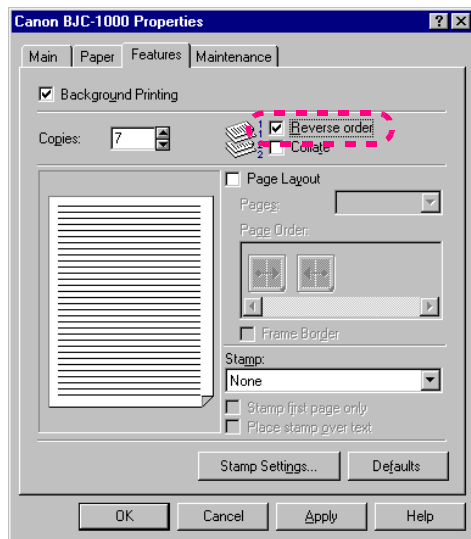 Canon BJC-1000 Properties
Main Paper Features Maintenance
Background Printing
Copies: 7
1
2
Reverse order
Collate
Page Layout
Pages:
Page Order:
Frame Border
Stamp:
None
Stamp first page only
Place stamp over text
Stamp Settings... Defaults
OK Cancel Apply Help